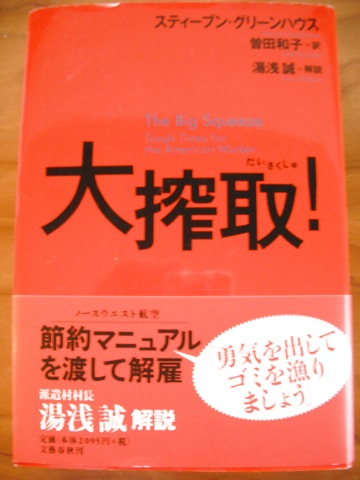 スティーブン・グリーンハウス
曽田和子-訳
湯浅 誠-解説
The Big Squeeze
Tough Times for
the American Worker
だいさくしゅ
大搾取!
ノースウエスト航空
節約マニュアル
を渡して解雇
「勇気を出して
ゴミを漁り
ましょう」
派遣村村長
湯浅誠 解説
定価(本体2095円+税)
文藝春秋刊